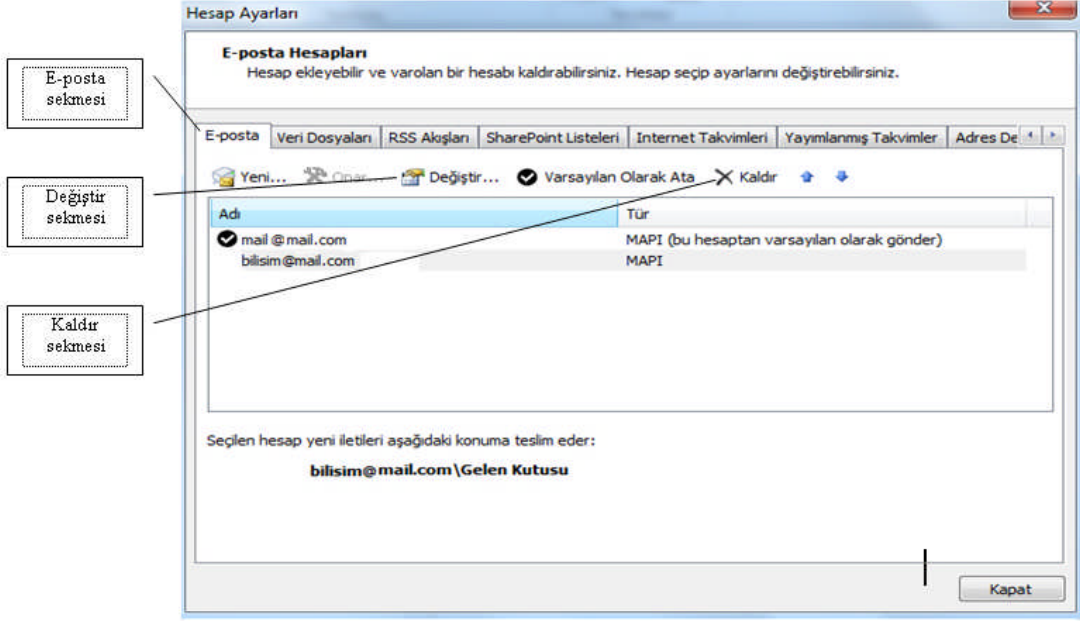 Hesap Ayarları
E-posta Hesapları
Hesap ekleyebilir ve varolan bir hesabı kaldırabilirsiniz. Hesap seçip ayarlarını değiştirebilirsiniz.
E-posta
sekmesi
E-posta Veri Dosyaları RSS Akışları SharePoint Listeleri Internet Takvimleri Yayımlanmış Takvimler Adres De
Yeni... Onar... Değiştir... Varsayılan Olarak Ata Kaldır
Değiştir
sekmesi
Adı Tür
mail@mail.com MAPI (bu hesaptan varsayılan olarak gönder)
bilisim@mail.com MAPI
Kaldır
sekmesi
Seçilen hesap yeni iletileri aşağıdaki konuma teslim eder:
bilisim@mail.com\Gelen Kutusu
Kapat